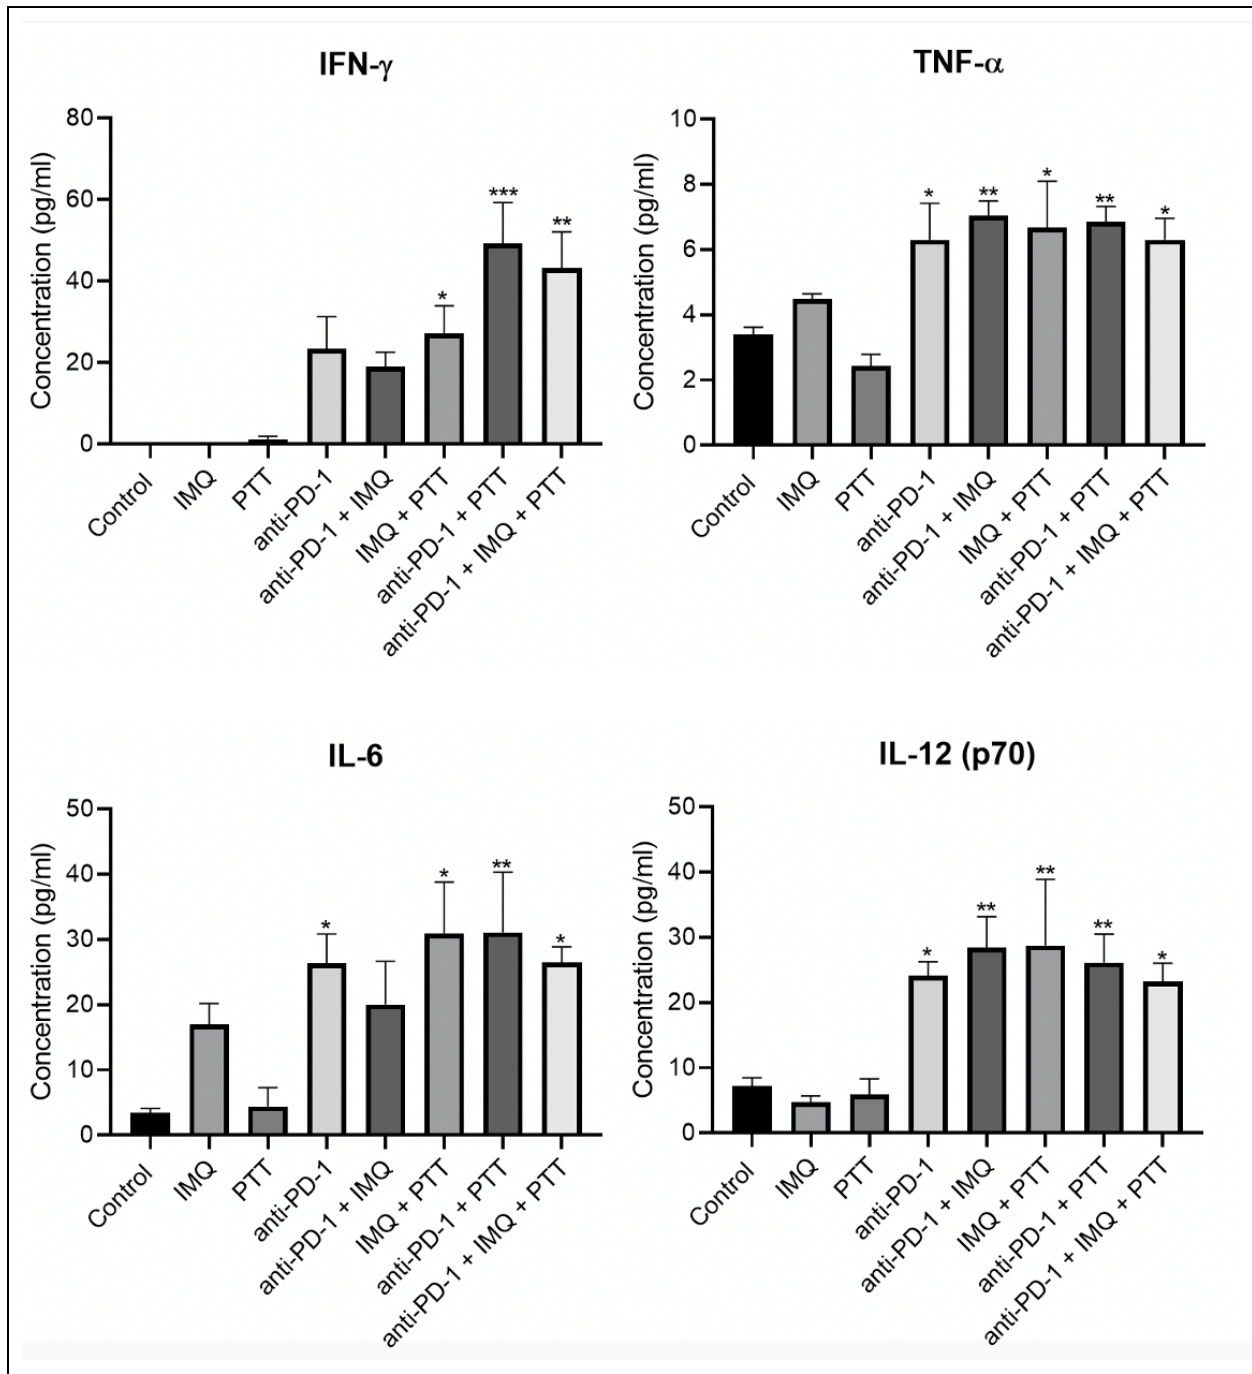 IFN-γ
Concentration (pg/ml)
80
60
40
20
0
*
***
**
Control
IMQ
PTT
anti-PD-1
anti-PD-1 + IMQ
IMQ + PTT
anti-PD-1 + PTT
anti-PD-1 + IMQ + PTT
TNF-α
Concentration (pg/ml)
10
8
6
4
2
0
*
**
*
**
*
Control
IMQ
PTT
anti-PD-1
anti-PD-1 + IMQ
IMQ + PTT
anti-PD-1 + PTT
anti-PD-1 + IMQ + PTT
IL-6
Concentration (pg/ml)
50
40
30
20
10
0
*
*
**
*
Control
IMQ
PTT
anti-PD-1
anti-PD-1 + IMQ
IMQ + PTT
anti-PD-1 + PTT
anti-PD-1 + IMQ + PTT
IL-12 (p70)
Concentration (pg/ml)
50
40
30
20
10
0
*
**
**
**
*
Control
IMQ
PTT
anti-PD-1
anti-PD-1 + IMQ
IMQ + PTT
anti-PD-1 + PTT
anti-PD-1 + IMQ + PTT